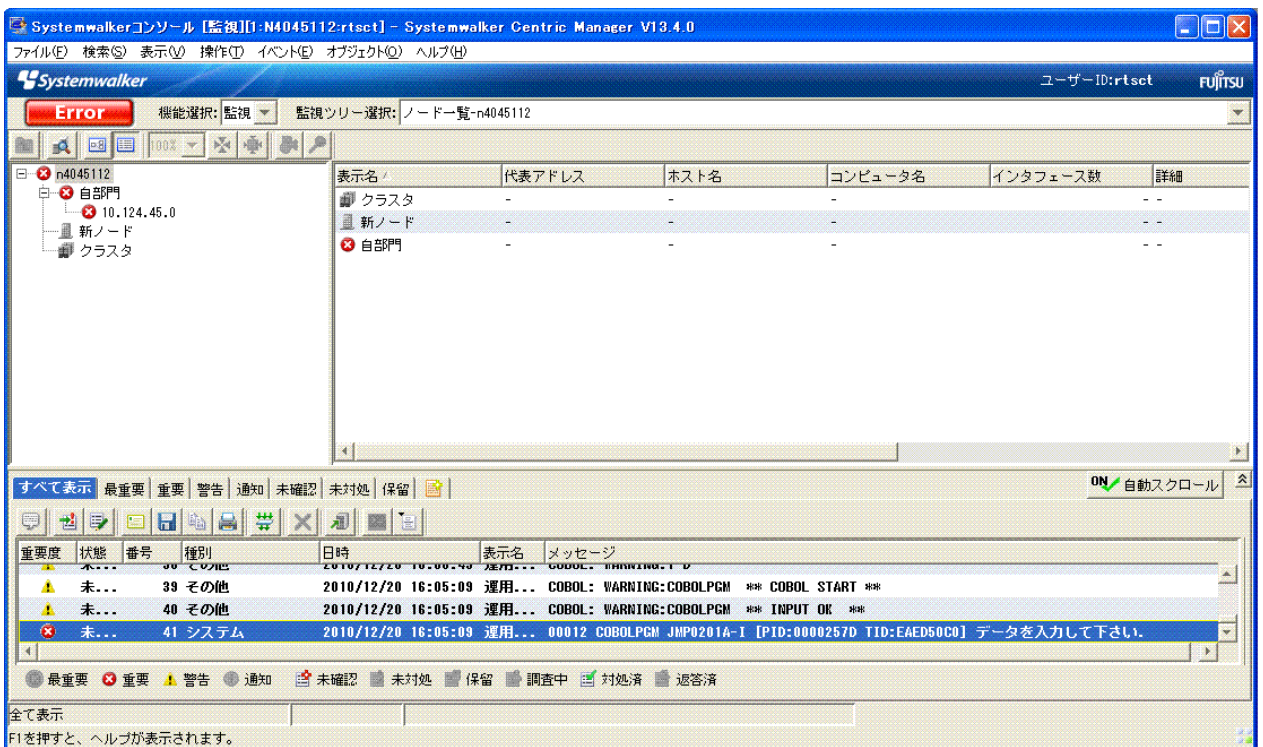 Systemwalkerコンソール [監視][1:N4045112:rtsct] - Systemwalker Centric Manager V13.4.0
ファイル(F) 検索(S) 表示(V) 操作(T) イベント(E) オブジェクト(O) ヘルプ(H)
Systemwalker ユーザーID:rtsct FUJITSU
Error 機能選択: 監視 監視ツリー選択: ノード一覧-n4045112
100%
n4045112
自部門
10.124.45.0
新ノード
クラスタ
表示名 代表アドレス ホスト名 コンピュータ名 インタフェース数 詳細
クラスタ - - - - -
新ノード - - - - -
自部門 - - - - -
すべて表示 最重要 重要 警告 通知 未確認 未対処 保留 ON 自動スクロール
重要度 状態 番号 種別 日時 表示名 メッセージ
未... 39 その他 2010/12/20 16:05:09 運用... COBOL: WARNING:COBOLPGM ** COBOL START **
未... 40 その他 2010/12/20 16:05:09 運用... COBOL: WARNING:COBOLPGM ** INPUT OK **
未... 41 システム 2010/12/20 16:05:09 運用... 00012 COBOLPGM JMP0201A-I [PID:0000257D TID:EAED50C0] データを入力して下さい.
最重要 重要 警告 通知 未確認 未対処 保留 調査中 対処済 返答済
全て表示
F1を押すと、ヘルプが表示されます。